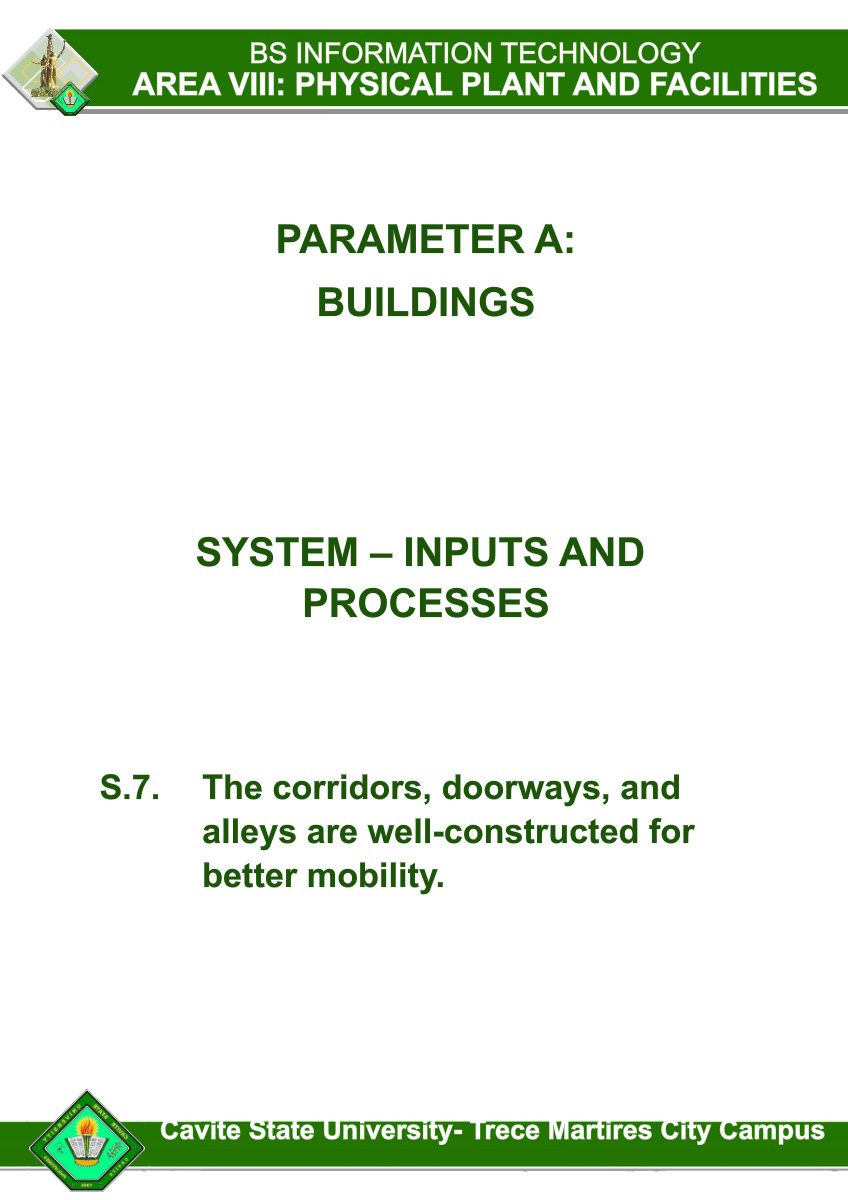 BS INFORMATION TECHNOLOGY
AREA VIII: PHYSICAL PLANT AND FACILITIES
PARAMETER A:
BUILDINGS
SYSTEM – INPUTS AND
PROCESSES
S.7. The corridors, doorways, and
alleys are well-constructed for
better mobility.
Cavite State University- Trece Martires City Campus